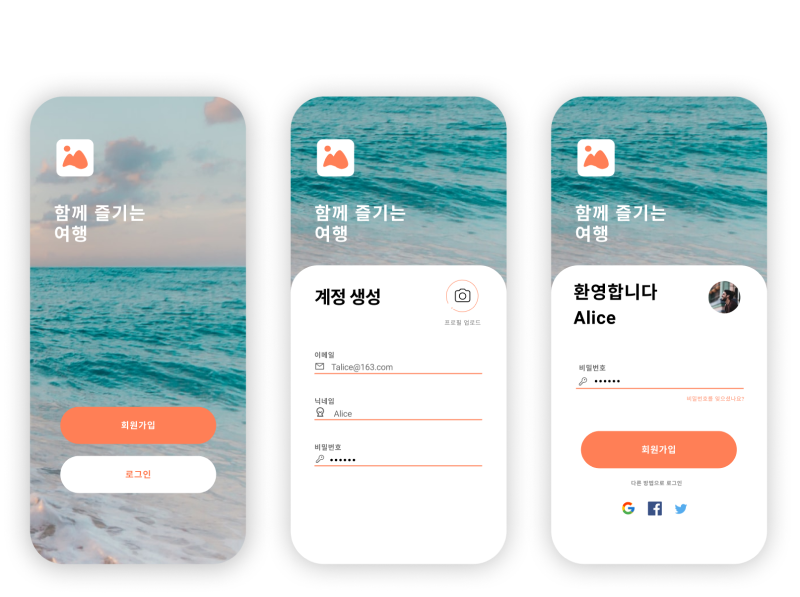 함께 즐기는
여행
회원가입
로그인
함께 즐기는
여행
계정 생성
프로필 업로드
이메일
Talice@163.com
닉네임
Alice
비밀번호
함께 즐기는
여행
환영합니다
Alice
비밀번호
비밀번호를 잊으셨나요?
회원가입
다른 방법으로 로그인